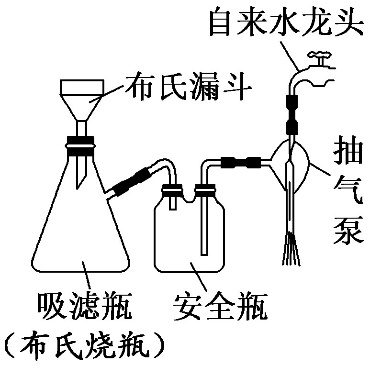 自来水龙头
布氏漏斗
抽气泵
吸滤瓶
(布氏烧瓶)
安全瓶